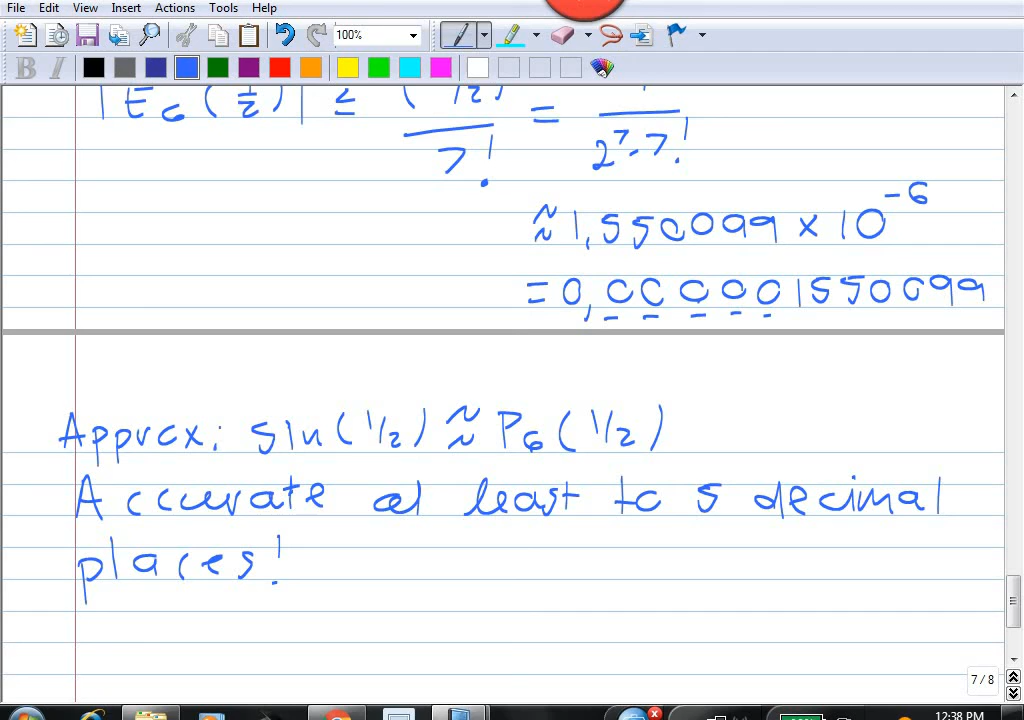 File Edit View Insert Actions Tools Help
100%
B I
|E₆(1/2)| ≤ (1/2) / 7! = / 2⁷·7!
≈ 1,550099 × 10⁻⁶
= 0,000001550099
Approx: sin(1/2) ≈ P₆(1/2)
Accurate at least to 5 decimal
places!
7 / 8
12:38 PM